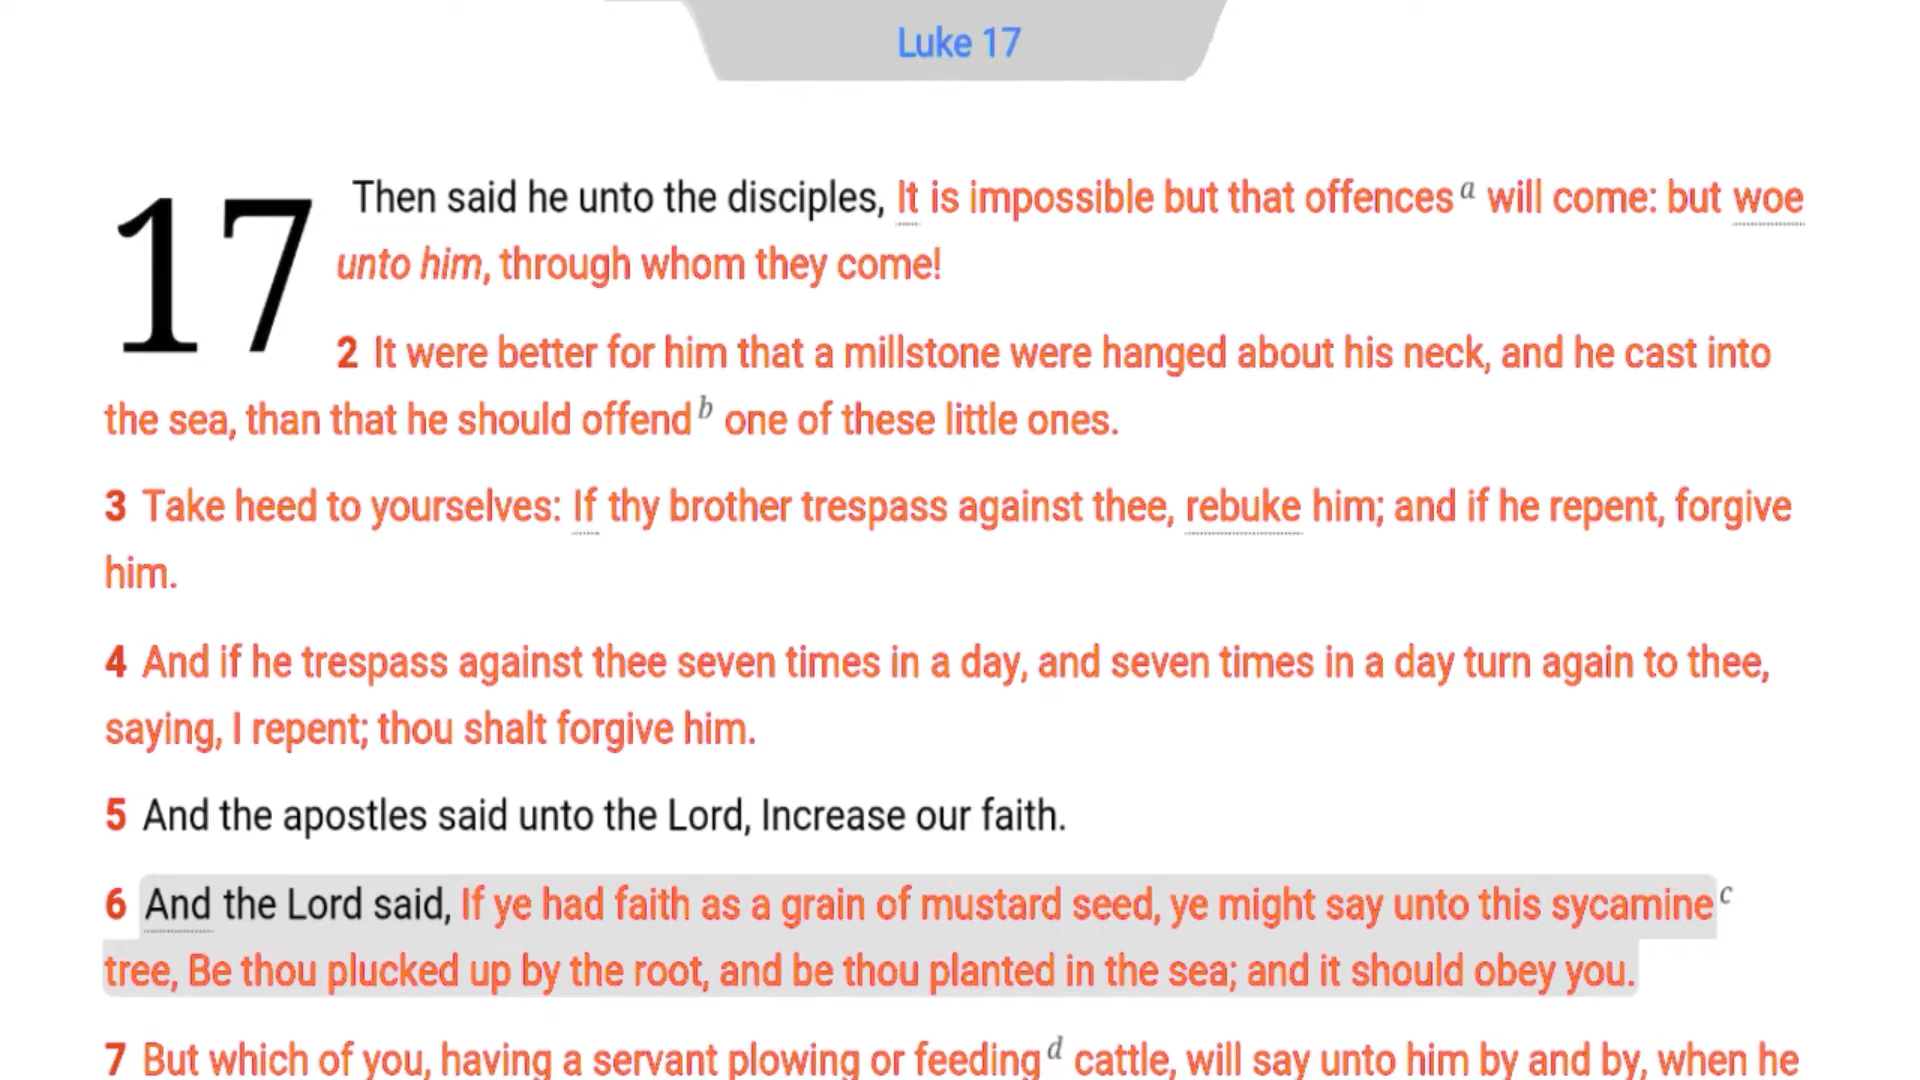 Luke 17
17 Then said he unto the disciples, It is impossible but that offences a will come: but woe
unto him, through whom they come!
2 It were better for him that a millstone were hanged about his neck, and he cast into
the sea, than that he should offend b one of these little ones.
3 Take heed to yourselves: If thy brother trespass against thee, rebuke him; and if he repent, forgive
him.
4 And if he trespass against thee seven times in a day, and seven times in a day turn again to thee,
saying, I repent; thou shalt forgive him.
5 And the apostles said unto the Lord, Increase our faith.
6 And the Lord said, If ye had faith as a grain of mustard seed, ye might say unto this sycamine c
tree, Be thou plucked up by the root, and be thou planted in the sea; and it should obey you.
7 But which of you, having a servant plowing or feeding d cattle, will say unto him by and by, when he